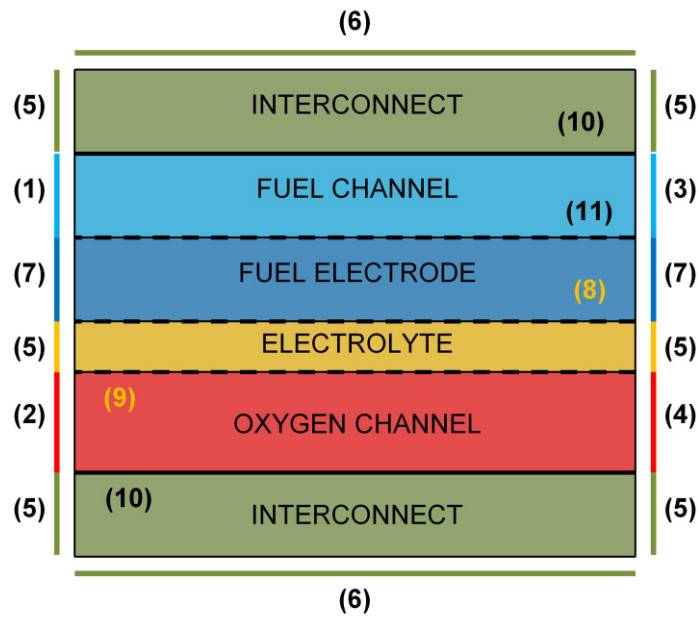 (6)
(5) INTERCONNECT (5)
(10)
(1) FUEL CHANNEL (3)
(11)
(7) FUEL ELECTRODE (7)
(8)
(5) ELECTROLYTE (5)
(9)
(2) OXYGEN CHANNEL (4)
(10)
(5) INTERCONNECT (5)
(6)